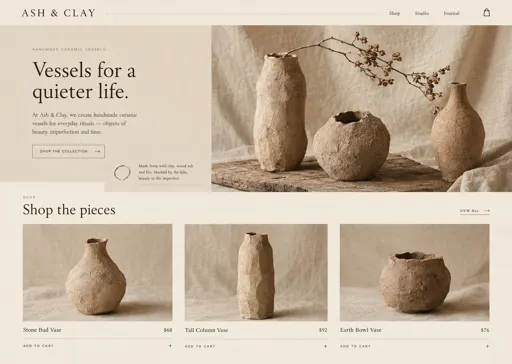 ASH & CLAY
Shop
Studio
Journal
HANDMADE CERAMIC VESSELS
Vessels for a
quieter life.
At Ash & Clay, we create handmade ceramic
vessels for everyday rituals — objects of
beauty, imperfection and time.
SHOP THE COLLECTION →
Made from wild clay, wood ash
and fire. Marked by the kiln,
beauty in the imperfect.
SHOP
Shop the pieces
VIEW ALL →
Stone Bud Vase $68
ADD TO CART +
Tall Column Vase $92
ADD TO CART +
Earth Bowl Vase $76
ADD TO CART +